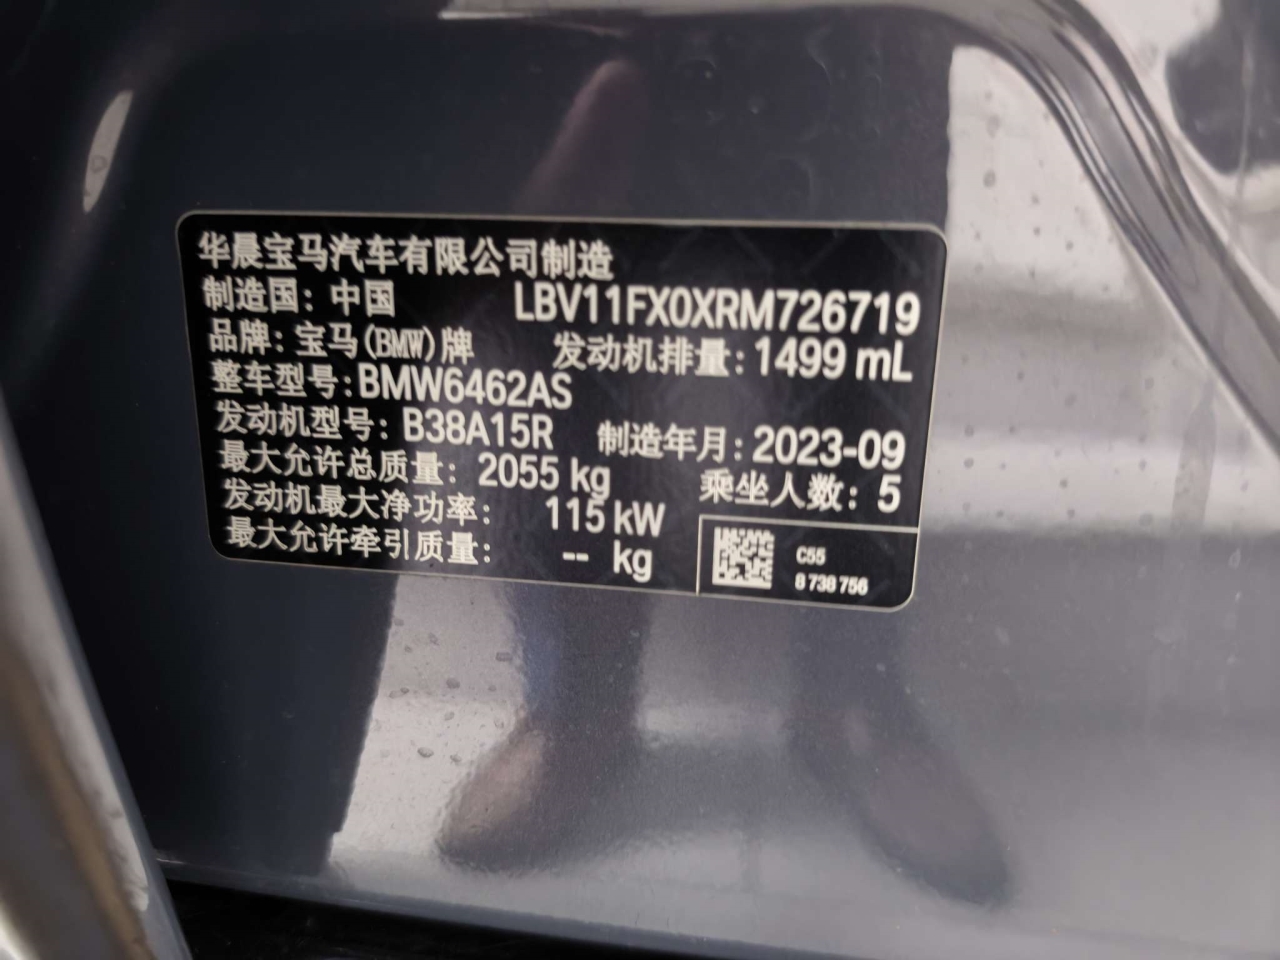 华晨宝马汽车有限公司制造
制造国：中国 LBV11FX0XRM726719
品牌：宝马(BMW)牌 发动机排量：1499 mL
整车型号：BMW6462AS
发动机型号：B38A15R 制造年月：2023-09
最大允许总质量：2055 kg 乘坐人数：5
发动机最大净功率：115 kW
最大允许牵引质量：-- kg
C55
8 738 756